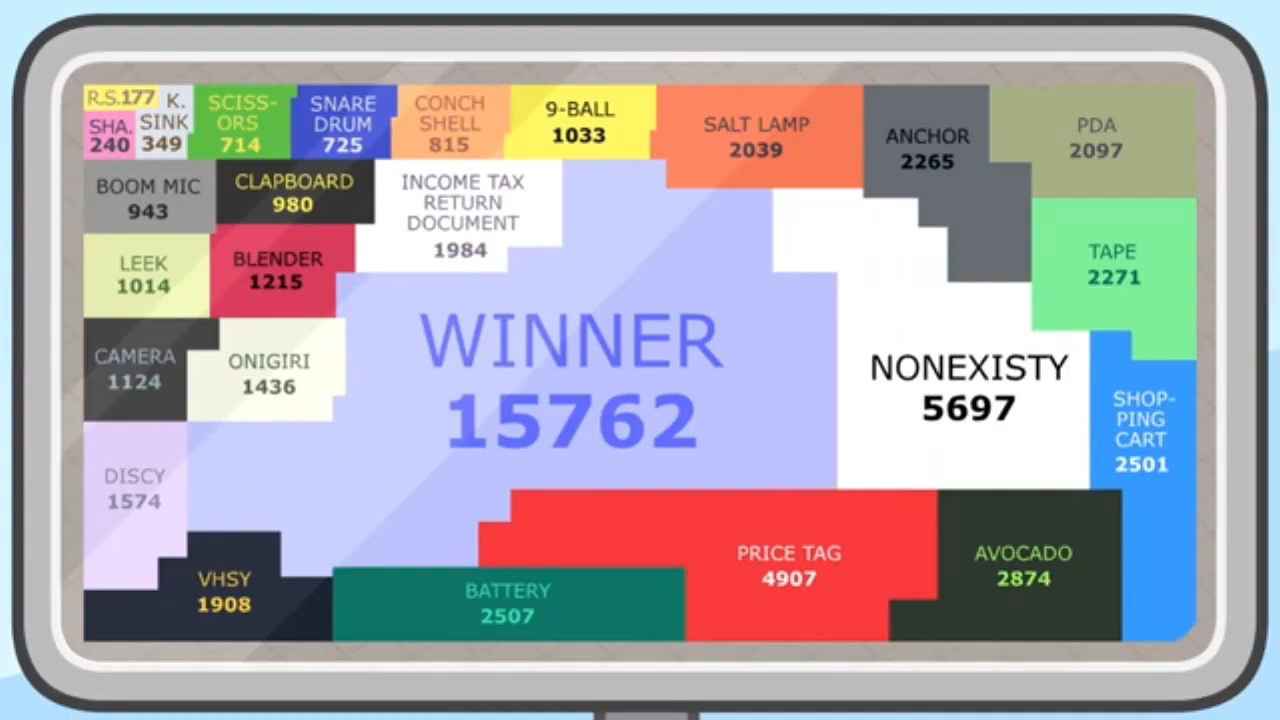 R.S.177
K.
SINK
349
SHA.
240
SCISS-
ORS
714
SNARE
DRUM
725
CONCH
SHELL
815
9-BALL
1033
SALT LAMP
2039
ANCHOR
2265
PDA
2097
BOOM MIC
943
CLAPBOARD
980
INCOME TAX
RETURN
DOCUMENT
1984
LEEK
1014
BLENDER
1215
TAPE
2271
CAMERA
1124
ONIGIRI
1436
WINNER
15762
NONEXISTY
5697
SHOP-
PING
CART
2501
DISCY
1574
VHSY
1908
BATTERY
2507
PRICE TAG
4907
AVOCADO
2874